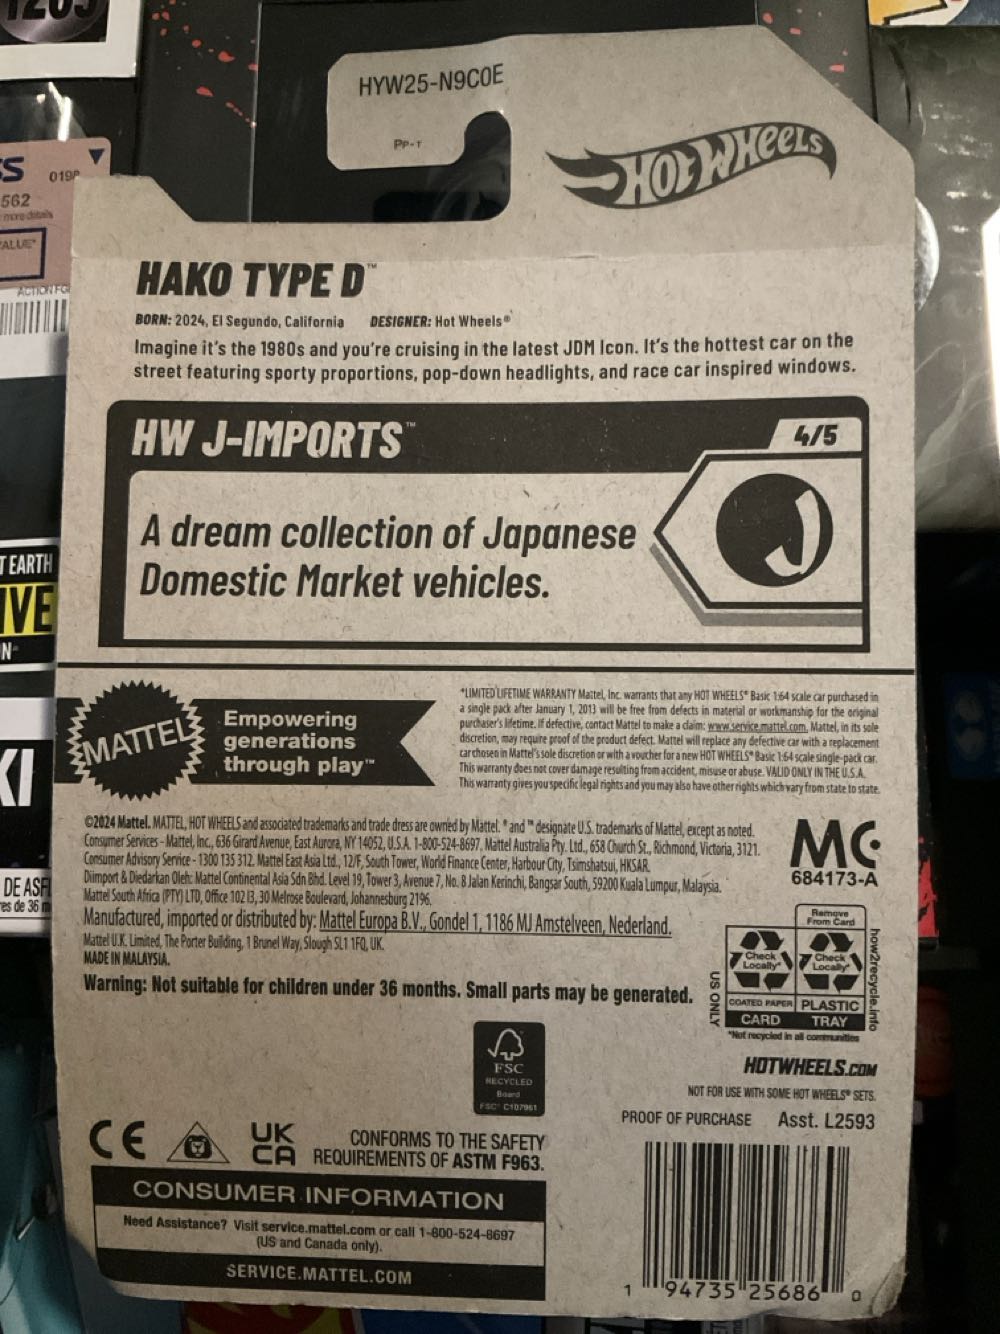 HYW25-N9C0E
PP-T
HOT WHEELS
HAKO TYPE D™
BORN: 2024, El Segundo, California DESIGNER: Hot Wheels®
Imagine it's the 1980s and you're cruising in the latest JDM Icon. It's the hottest car on the
street featuring sporty proportions, pop-down headlights, and race car inspired windows.
HW J-IMPORTS™
4/5
A dream collection of Japanese
Domestic Market vehicles.
J
MATTEL
Empowering
generations
through play™
*LIMITED LIFETIME WARRANTY Mattel, Inc. warrants that any HOT WHEELS® Basic 1:64 scale car purchased in
a single pack after January 1, 2013 will be free from defects in material or workmanship for the original
purchaser's lifetime. If defective, contact Mattel to make a claim: www.service.mattel.com. Mattel, in its sole
discretion, may require proof of the product defect. Mattel will replace any defective car with a replacement
car chosen in Mattel's sole discretion or with a voucher for a new HOT WHEELS® Basic 1:64 scale single-pack car.
This warranty does not cover damage resulting from accident, misuse or abuse. VALID ONLY IN THE U.S.A.
This warranty gives you specific legal rights and you may also have other rights which vary from state to state.
©2024 Mattel. MATTEL, HOT WHEELS and associated trademarks and trade dress are owned by Mattel. ® and ™ designate U.S. trademarks of Mattel, except as noted.
Consumer Services - Mattel, Inc., 636 Girard Avenue, East Aurora, NY 14052, U.S.A. 1-800-524-8697. Mattel Australia Pty. Ltd., 658 Church St., Richmond, Victoria, 3121.
Consumer Advisory Service - 1300 135 312. Mattel East Asia Ltd., 12/F, South Tower, World Finance Center, Harbour City, Tsimshatsui, HKSAR.
Diimport & Diedarkan Oleh: Mattel Continental Asia Sdn Bhd. Level 19, Tower 3, Avenue 7, No. 8 Jalan Kerinchi, Bangsar South, 59200 Kuala Lumpur, Malaysia.
Mattel South Africa (PTY) LTD, Office 102 I3, 30 Melrose Boulevard, Johannesburg 2196.
Manufactured, imported or distributed by: Mattel Europa B.V., Gondel 1, 1186 MJ Amstelveen, Nederland.
Mattel U.K. Limited, The Porter Building, 1 Brunel Way, Slough SL1 1FQ, UK.
MADE IN MALAYSIA.
Warning: Not suitable for children under 36 months. Small parts may be generated.
MC
684173-A
Remove
From Card
Check
Locally*
Check
Locally*
COATED PAPER
PLASTIC
CARD
TRAY
US ONLY
how2recycle.info
*Not recycled in all communities
FSC
RECYCLED
Board
FSC® C107961
HOTWHEELS.COM
NOT FOR USE WITH SOME HOT WHEELS® SETS.
PROOF OF PURCHASE Asst. L2593
CE
UK
CA
CONFORMS TO THE SAFETY
REQUIREMENTS OF ASTM F963.
CONSUMER INFORMATION
Need Assistance? Visit service.mattel.com or call 1-800-524-8697
(US and Canada only).
SERVICE.MATTEL.COM
1 94735 25686 0
S 0198
562
more details
VALUE*
ACTION FG
T EARTH
IVE
N
KI
DE ASFI
es de 36 m